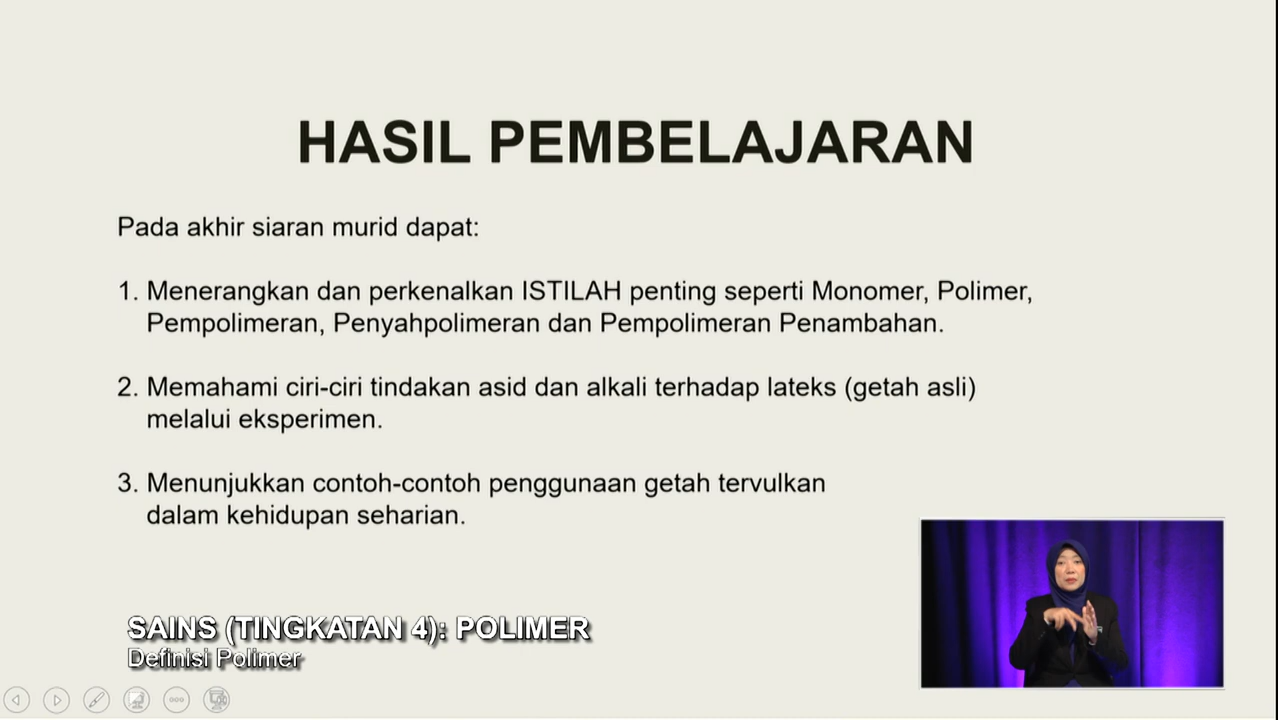 HASIL PEMBELAJARAN
Pada akhir siaran murid dapat:
1. Menerangkan dan perkenalkan ISTILAH penting seperti Monomer, Polimer,
Pempolimeran, Penyahpolimeran dan Pempolimeran Penambahan.
2. Memahami ciri-ciri tindakan asid dan alkali terhadap lateks (getah asli)
melalui eksperimen.
3. Menunjukkan contoh-contoh penggunaan getah tervulkan
dalam kehidupan seharian.
SAINS (TINGKATAN 4): POLIMER
Definisi Polimer